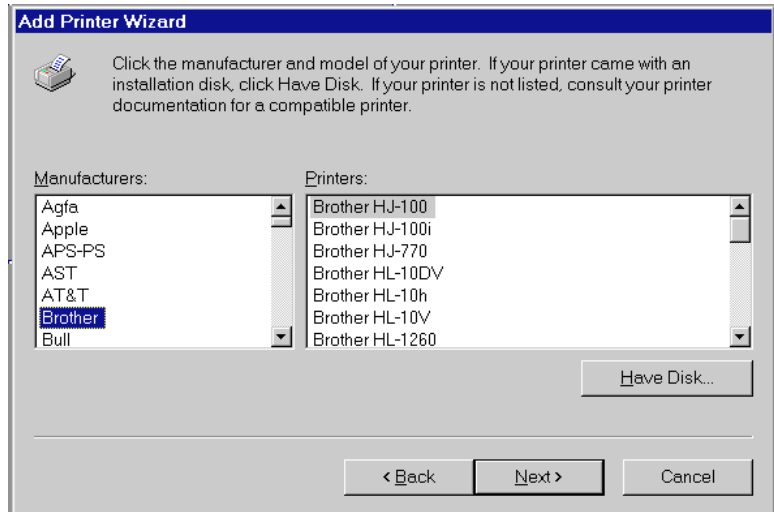 Add Printer Wizard
Click the manufacturer and model of your printer. If your printer came with an
installation disk, click Have Disk. If your printer is not listed, consult your printer
documentation for a compatible printer.
Manufacturers:
Agfa
Apple
APS-PS
AST
AT&T
Brother
Bull
Printers:
Brother HJ-100
Brother HJ-100i
Brother HJ-770
Brother HL-10DV
Brother HL-10h
Brother HL-10V
Brother HL-1260
Have Disk...
< Back
Next >
Cancel